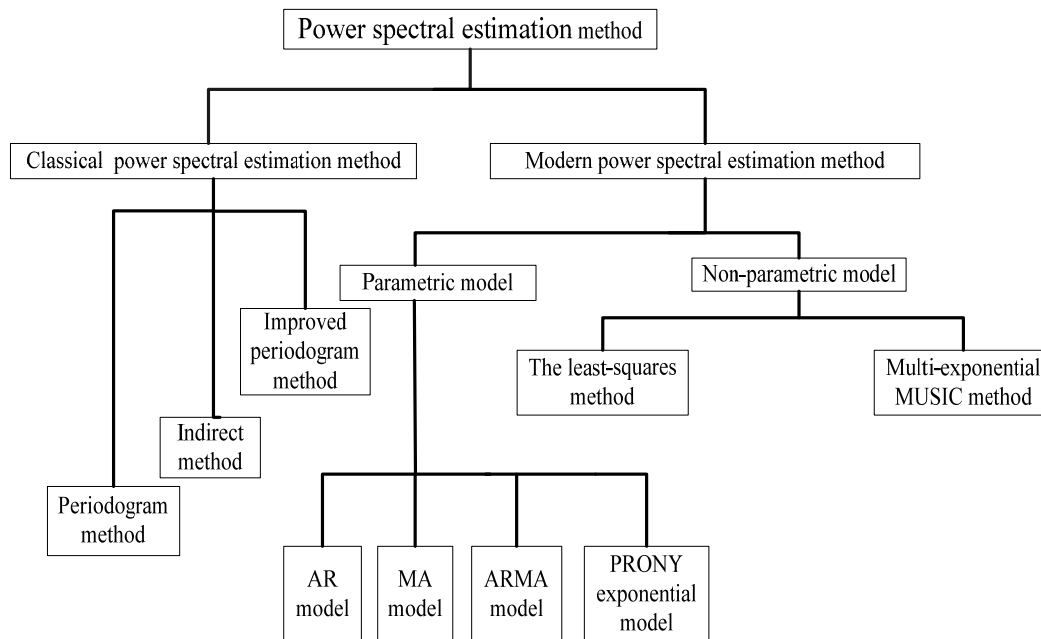 Power spectral estimation method
Classical power spectral estimation method
Modern power spectral estimation method
Parametric model
Non-parametric model
Improved
periodogram
method
The least-squares
method
Multi-exponential
MUSIC method
Indirect
method
Periodogram
method
AR
model
MA
model
ARMA
model
PRONY
exponential
model